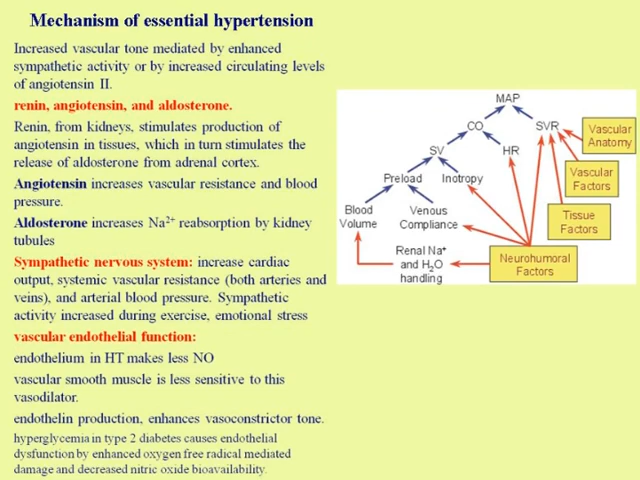 Mechanism of essential hypertension
Increased vascular tone mediated by enhanced
sympathetic activity or by increased circulating levels
of angiotensin II.
renin, angiotensin, and aldosterone.
Renin, from kidneys, stimulates production of
angiotensin in tissues, which in turn stimulates the
release of aldosterone from adrenal cortex.
Angiotensin increases vascular resistance and blood
pressure.
Aldosterone increases Na²⁺ reabsorption by kidney
tubules
Sympathetic nervous system: increase cardiac
output, systemic vascular resistance (both arteries and
veins), and arterial blood pressure. Sympathetic
activity increased during exercise, emotional stress
vascular endothelial function:
endothelium in HT makes less NO
vascular smooth muscle is less sensitive to this
vasodilator.
endothelin production, enhances vasoconstrictor tone.
hyperglycemia in type 2 diabetes causes endothelial
dysfunction by enhanced oxygen free radical mediated
damage and decreased nitric oxide bioavailability.
MAP
CO
SVR
SV
HR
Preload
Inotropy
Blood
Volume
Venous
Compliance
Renal Na⁺
and H₂O
handling
Vascular
Anatomy
Vascular
Factors
Tissue
Factors
Neurohumoral
Factors